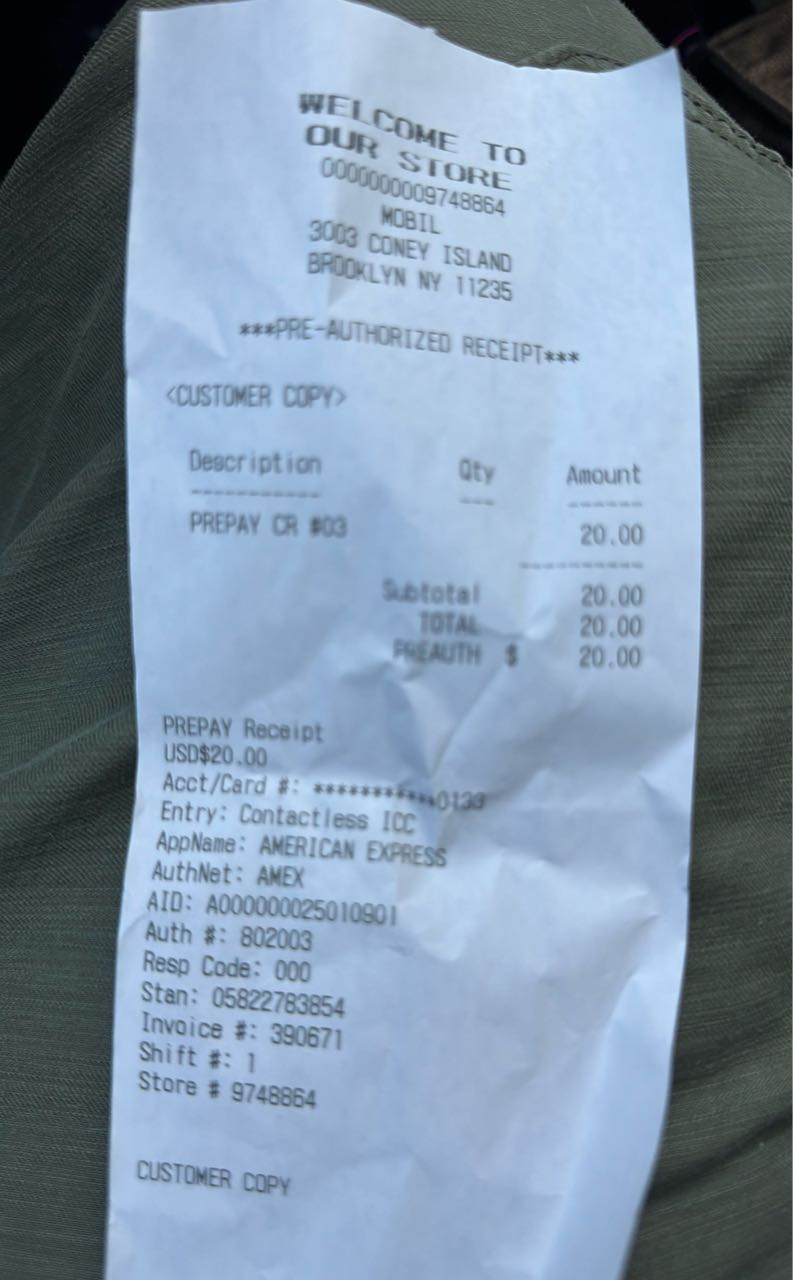 WELCOME TO
OUR STORE
0000000009748864
MOBIL
3003 CONEY ISLAND
BROOKLYN NY 11235
***PRE-AUTHORIZED RECEIPT***
<CUSTOMER COPY>
Description Qty Amount
----------- --- ------
PREPAY CR #03 20.00
----------
Subtotal 20.00
TOTAL 20.00
PREAUTH $ 20.00
PREPAY Receipt
USD$20.00
Acct/Card #: ***********0133
Entry: Contactless ICC
AppName: AMERICAN EXPRESS
AuthNet: AMEX
AID: A000000025010901
Auth #: 802003
Resp Code: 000
Stan: 05822783854
Invoice #: 390671
Shift #: 1
Store # 9748864
CUSTOMER COPY